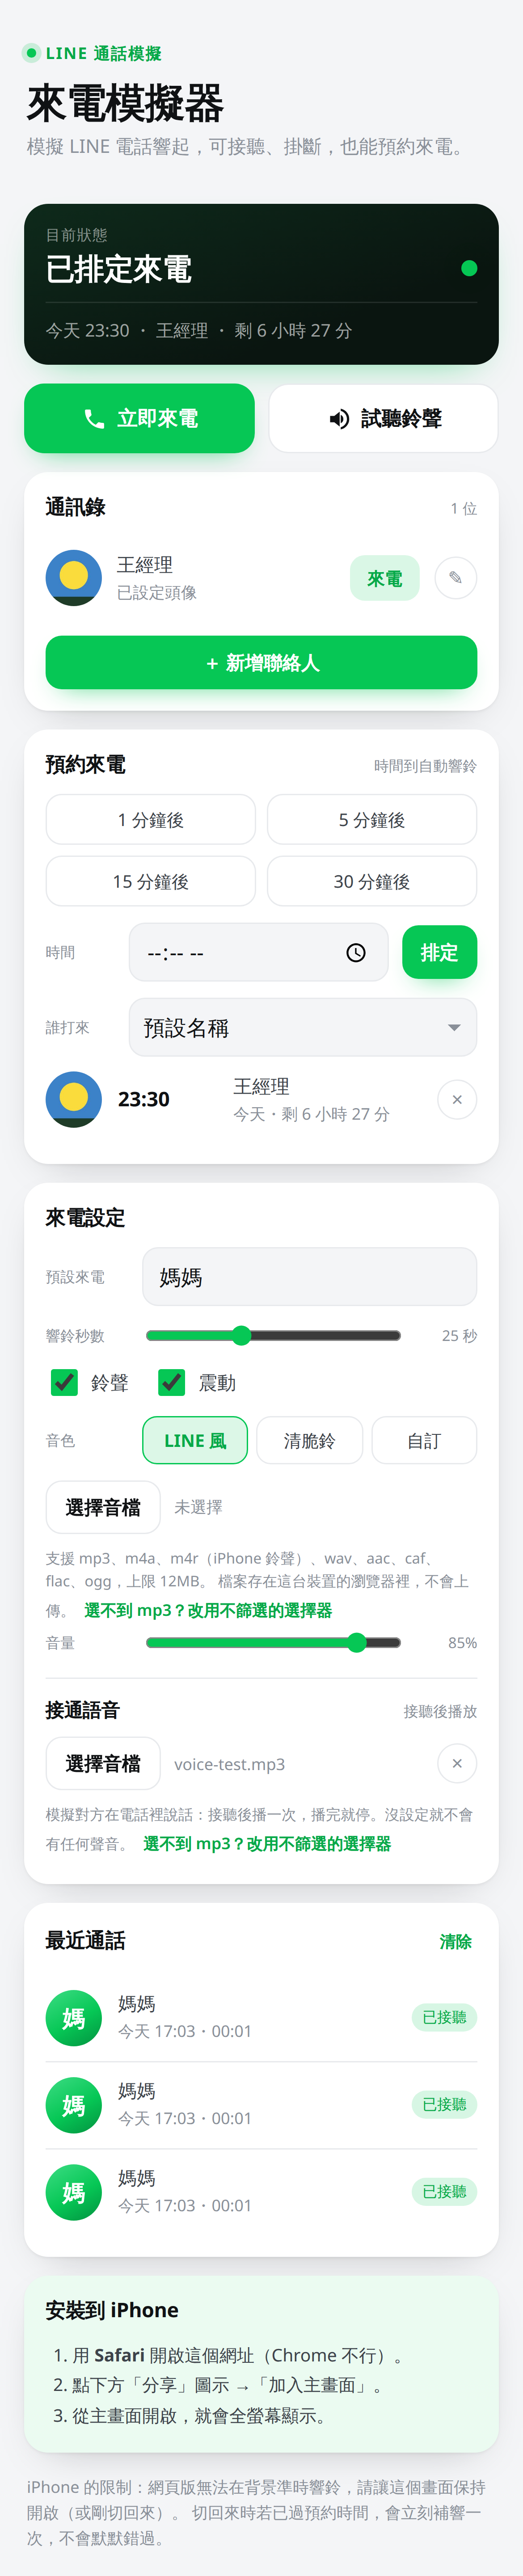 LINE 通話模擬
來電模擬器
模擬 LINE 電話響起，可接聽、掛斷，也能預約來電。
目前狀態
已排定來電
今天 23:30 · 王經理 · 剩 6 小時 27 分
立即來電
試聽鈴聲
通訊錄
1 位
王經理
已設定頭像
來電
✎
+ 新增聯絡人
預約來電
時間到自動響鈴
1 分鐘後
5 分鐘後
15 分鐘後
30 分鐘後
時間
--:-- --
排定
誰打來
預設名稱
23:30
王經理
今天 · 剩 6 小時 27 分
×
來電設定
預設來電
媽媽
響鈴秒數
25 秒
鈴聲
震動
音色
LINE 風
清脆鈴
自訂
選擇音檔
未選擇
支援 mp3、m4a、m4r（iPhone 鈴聲）、wav、aac、caf、
flac、ogg，上限 12MB。 檔案存在這台裝置的瀏覽器裡，不會上
傳。 選不到 mp3？改用不篩選的選擇器
音量
85%
接通語音
接聽後播放
選擇音檔
voice-test.mp3
×
模擬對方在電話裡說話：接聽後播一次，播完就停。沒設定就不會
有任何聲音。 選不到 mp3？改用不篩選的選擇器
最近通話
清除
媽
媽媽
今天 17:03 · 00:01
已接聽
媽
媽媽
今天 17:03 · 00:01
已接聽
媽
媽媽
今天 17:03 · 00:01
已接聽
安裝到 iPhone
1. 用 Safari 開啟這個網址（Chrome 不行）。
2. 點下方「分享」圖示 →「加入主畫面」。
3. 從主畫面開啟，就會全螢幕顯示。
iPhone 的限制：網頁版無法在背景準時響鈴，請讓這個畫面保持
開啟（或剛切回來）。 切回來時若已過預約時間，會立刻補響一
次，不會默默錯過。